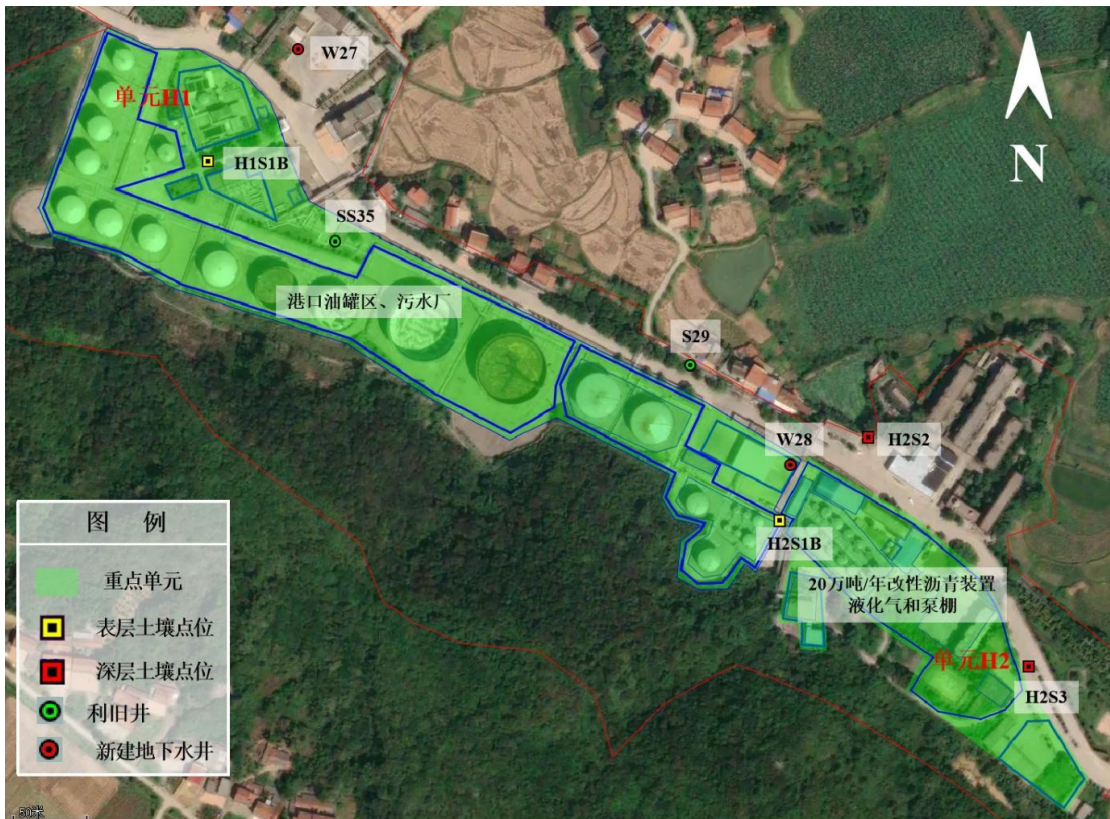 W27
单元H1
H1S1B
SS35
港口油罐区、污水厂
S29
H2S2
W28
H2S1B
20万吨/年改性沥青装置
液化气和泵棚
单元H2
H2S3
N
图 例
重点单元
表层土壤点位
深层土壤点位
利旧井
新建地下水井
50米